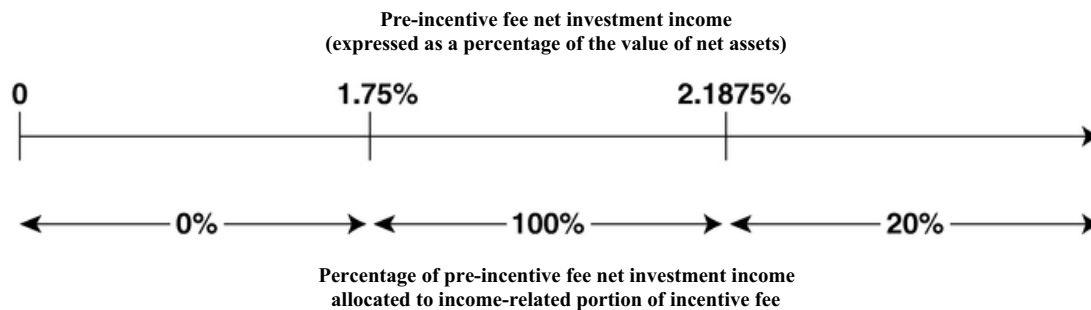 Pre-incentive fee net investment income
(expressed as a percentage of the value of net assets)
0 1.75% 2.1875%
0% 100% 20%
Percentage of pre-incentive fee net investment income
allocated to income-related portion of incentive fee